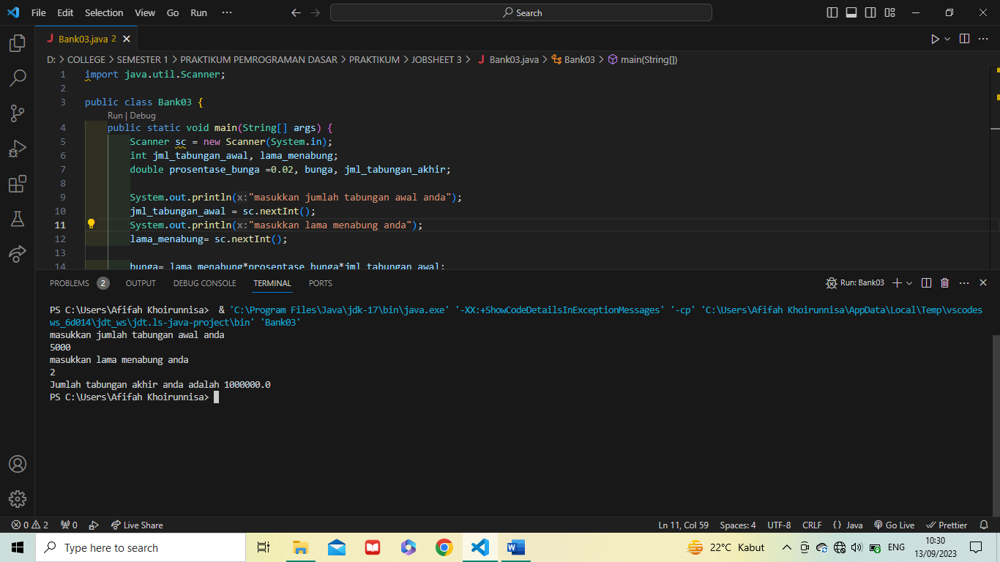 File Edit Selection View Go Run ··· Search
J Bank03.java 2
D: > COLLEGE > SEMESTER 1 > PRAKTIKUM PEMROGRAMAN DASAR > PRAKTIKUM > JOBSHEET 3 > J Bank03.java > Bank03 > main(String[])
1 import java.util.Scanner;
2
3 public class Bank03 {
Run | Debug
4 public static void main(String[] args) {
5 Scanner sc = new Scanner(System.in);
6 int jml_tabungan_awal, lama_menabung;
7 double prosentase_bunga =0.02, bunga, jml_tabungan_akhir;
8
9 System.out.println(x:"masukkan jumlah tabungan awal anda");
10 jml_tabungan_awal = sc.nextInt();
11 System.out.println(x:"masukkan lama menabung anda");
12 lama_menabung= sc.nextInt();
13
14 bunga= lama_menabung*prosentase_bunga*jml_tabungan_awal;
PROBLEMS 2 OUTPUT DEBUG CONSOLE TERMINAL PORTS Run: Bank03
PS C:\Users\Afifah Khoirunnisa> & 'C:\Program Files\Java\jdk-17\bin\java.exe' '-XX:+ShowCodeDetailsInExceptionMessages' '-cp' 'C:\Users\Afifah Khoirunnisa\AppData\Local\Temp\vscodes
ws_6d014\jdt_ws\jdt.ls-java-project\bin' 'Bank03'
masukkan jumlah tabungan awal anda
5000
masukkan lama menabung anda
2
Jumlah tabungan akhir anda adalah 1000000.0
PS C:\Users\Afifah Khoirunnisa>
0 2 0 Live Share Ln 11, Col 59 Spaces: 4 UTF-8 CRLF {} Java Go Live Prettier
Type here to search 22°C Kabut ENG 10:30
13/09/2023